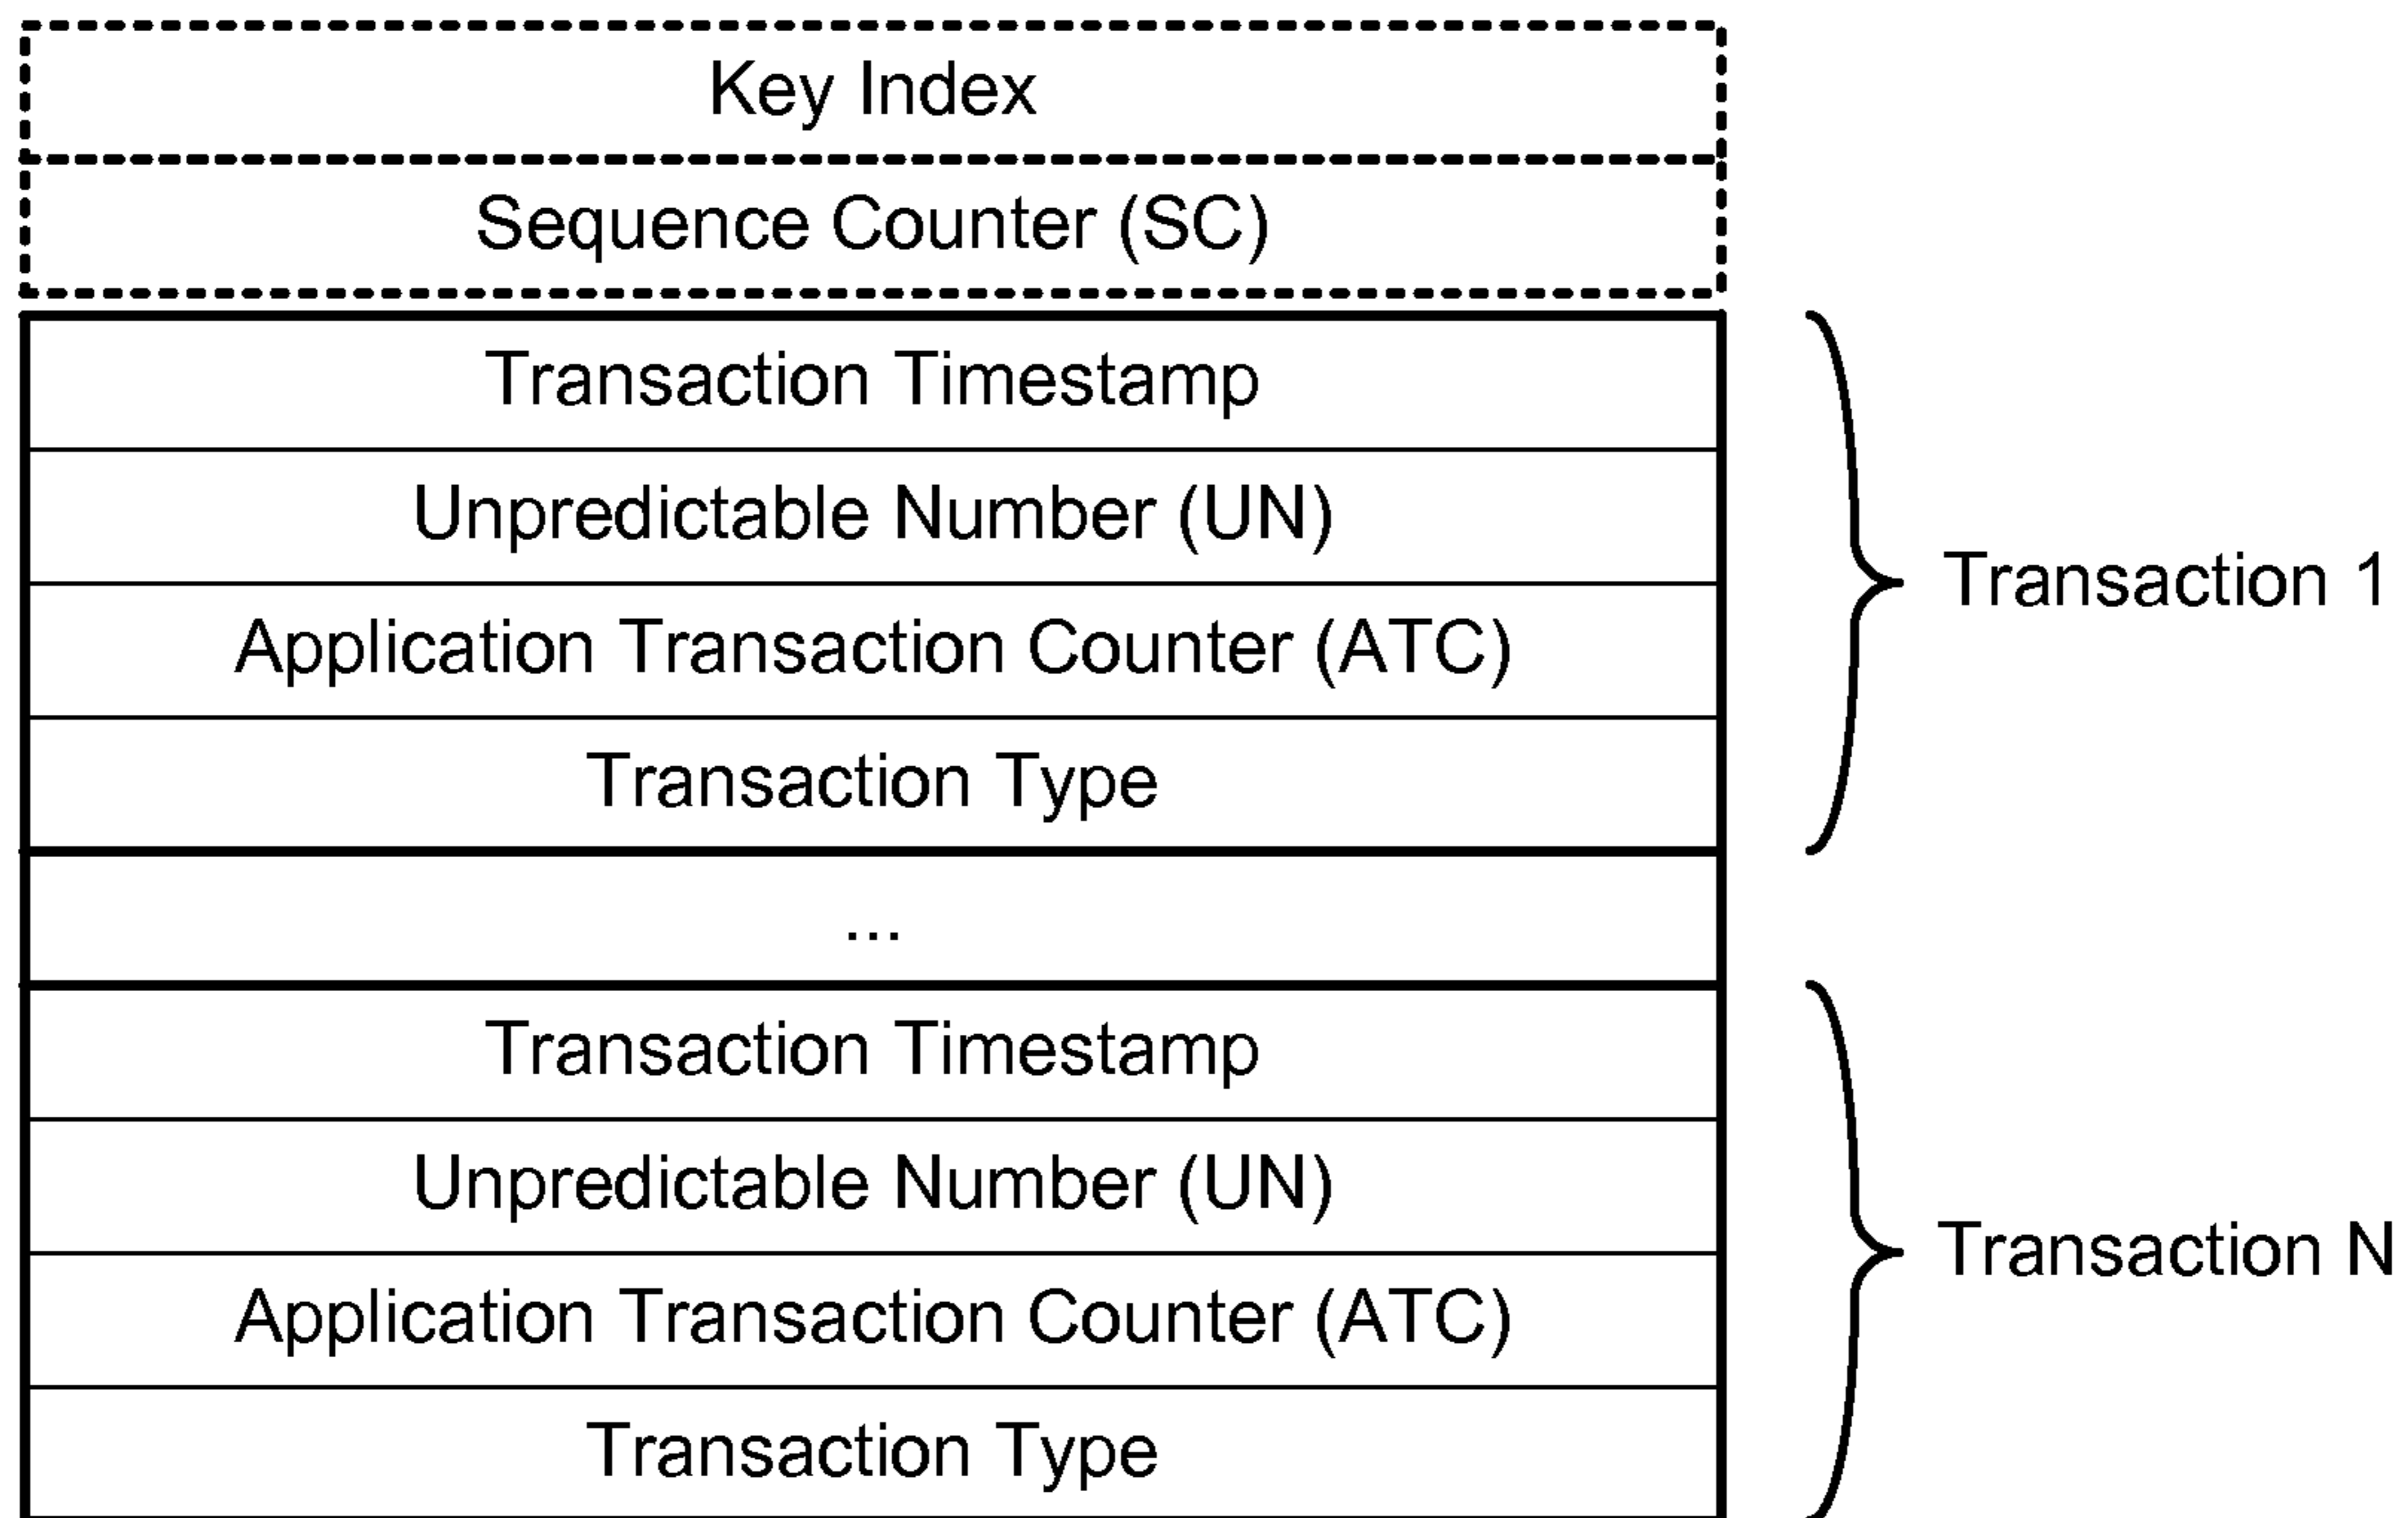 Key Index
Sequence Counter (SC)
Transaction Timestamp
Unpredictable Number (UN)
Application Transaction Counter (ATC)
Transaction Type
Transaction 1
...
Transaction Timestamp
Unpredictable Number (UN)
Application Transaction Counter (ATC)
Transaction Type
Transaction N